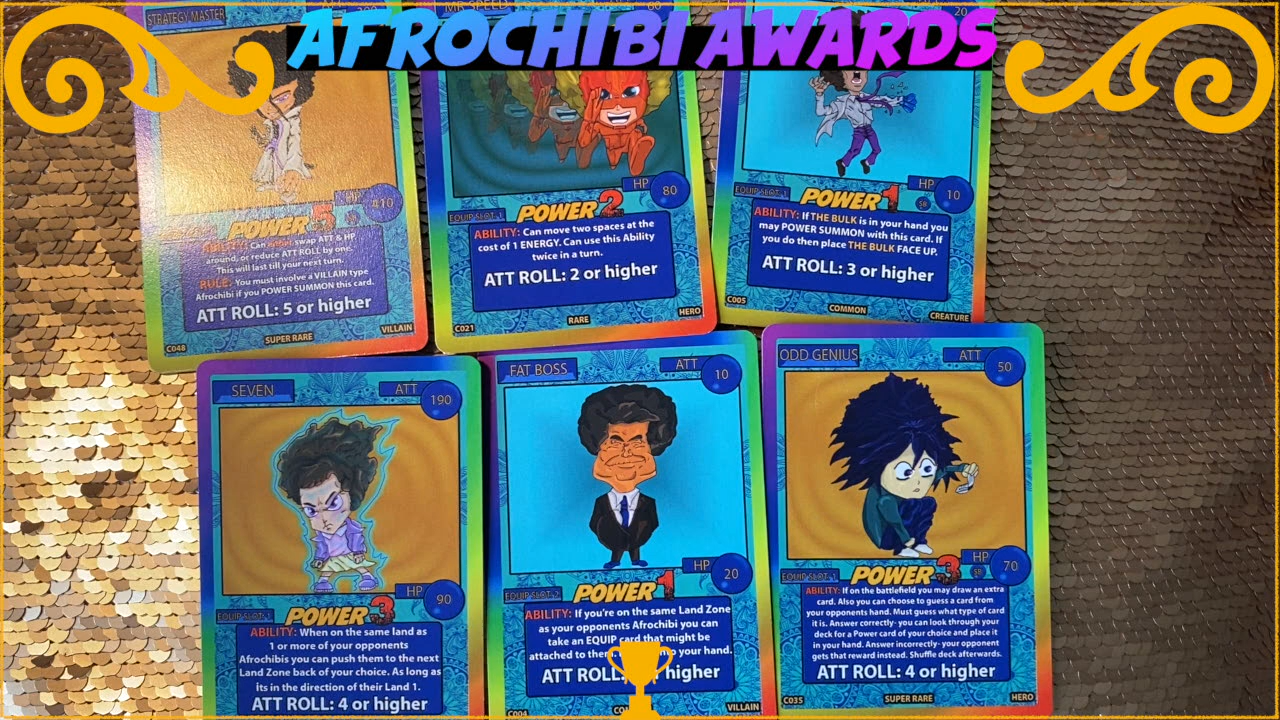 AFROCHIBI AWARDS
STRATEGY MASTER
MR SPEED
60
20
HP
410
POWER 5
ABILITY: Can either swap ATT & HP
around, or reduce ATT ROLL by one.
This will last till your next turn.
RULE: You must involve a VILLAIN type
Afrochibi if you POWER SUMMON this card.
ATT ROLL: 5 or higher
C048
SUPER RARE
VILLAIN
HP
80
EQUIP SLOT-1
POWER 2
ABILITY: Can move two spaces at the
cost of 1 ENERGY. Can use this Ability
twice in a turn.
ATT ROLL: 2 or higher
C021
RARE
HERO
HP
10
SR
EQUIP SLOT-1
POWER 1
ABILITY: If THE BULK is in your hand you
may POWER SUMMON with this card. If
you do then place THE BULK FACE UP.
ATT ROLL: 3 or higher
C005
COMMON
CREATURE
SEVEN
ATT
190
HP
90
EQUIP SLOT-1
POWER 3
ABILITY: When on the same land as
1 or more of your opponents
Afrochibis you can push them to the next
Land Zone back of your choice. As long as
its in the direction of their Land 1.
ATT ROLL: 4 or higher
FAT BOSS
ATT
10
HP
20
EQUIP SLOT-2
POWER 1
ABILITY: If you're on the same Land Zone
as your opponents Afrochibi you can
take an EQUIP card that might be
attached to your hand.
ATT ROLL: higher
C004
VILLAIN
ODD GENIUS
ATT
50
HP
SR
70
EQUIP SLOT-1
POWER 3
ABILITY: If on the battlefield you may draw an extra
card. Also you can choose to guess a card from
your opponents hand. Must guess what type of card
it is. Answer correctly- you can look through your
deck for a Power card of your choice and place it
in your hand. Answer incorrectly- your opponent
gets that reward instead. Shuffle deck afterwards.
ATT ROLL: 4 or higher
C035
SUPER RARE
HERO